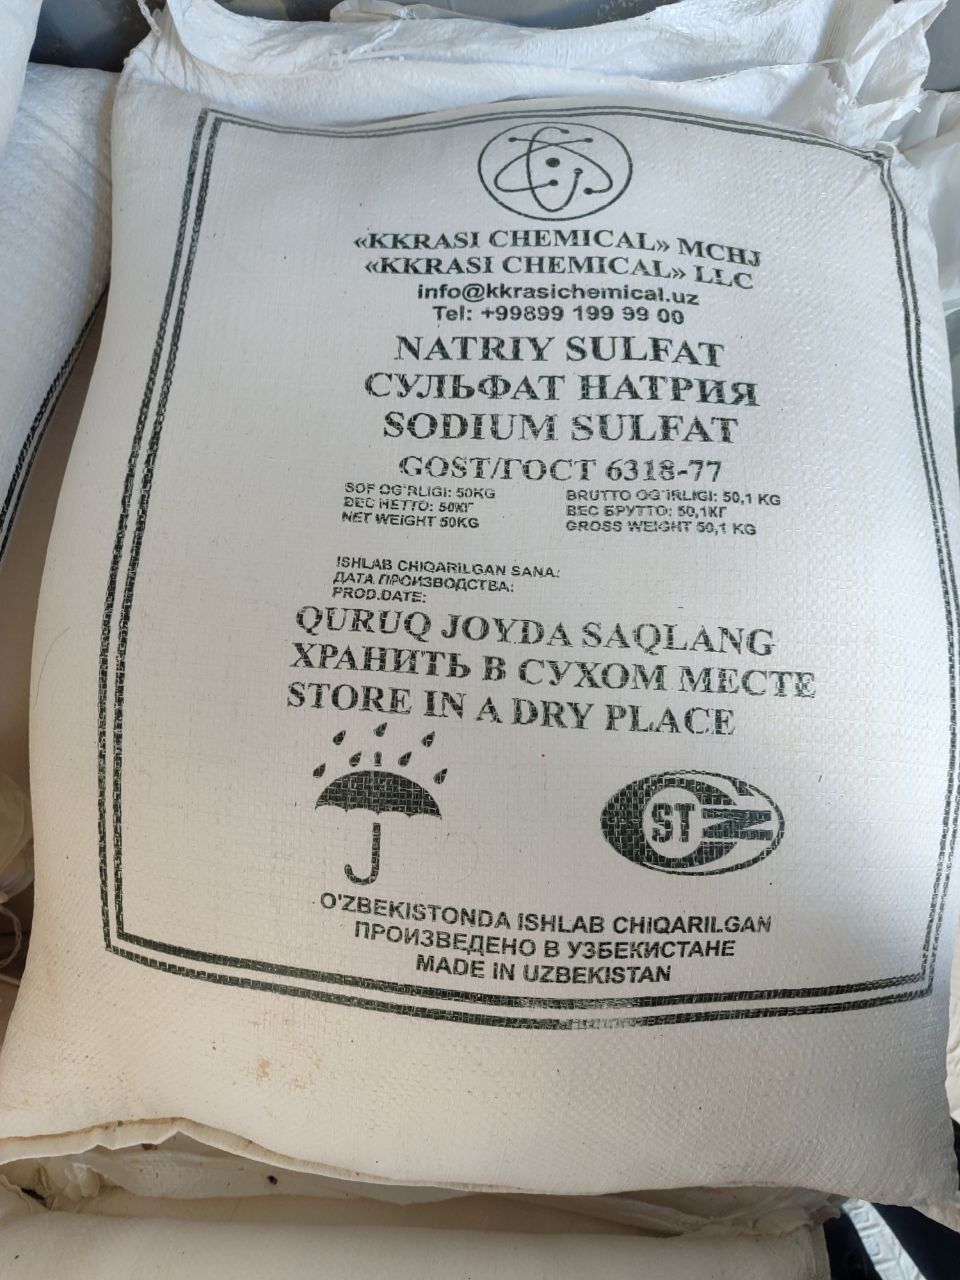 «KKRASI CHEMICAL» MCHJ
«KKRASI CHEMICAL» LLC
info@kkrasichemical.uz
Tel: +99899 199 99 00
NATRIY SULFAT
СУЛЬФАТ НАТРИЯ
SODIUM SULFAT
GOST/ГОСТ 6318-77
SOF OG'RLIGI: 50KG
ВЕС НЕТТО: 50КГ
NET WEIGHT 50KG
BRUTTO OG'IRLIGI: 50,1 KG
ВЕС БРУТТО: 50,1КГ
GROSS WEIGHT 50,1 KG
ISHLAB CHIQARILGAN SANA:
ДАТА ПРОИЗВОДСТВА:
PROD.DATE:
QURUQ JOYDA SAQLANG
ХРАНИТЬ В СУХОМ МЕСТЕ
STORE IN A DRY PLACE
ST
O'ZBEKISTONDA ISHLAB CHIQARILGAN
ПРОИЗВЕДЕНО В УЗБЕКИСТАНЕ
MADE IN UZBEKISTAN